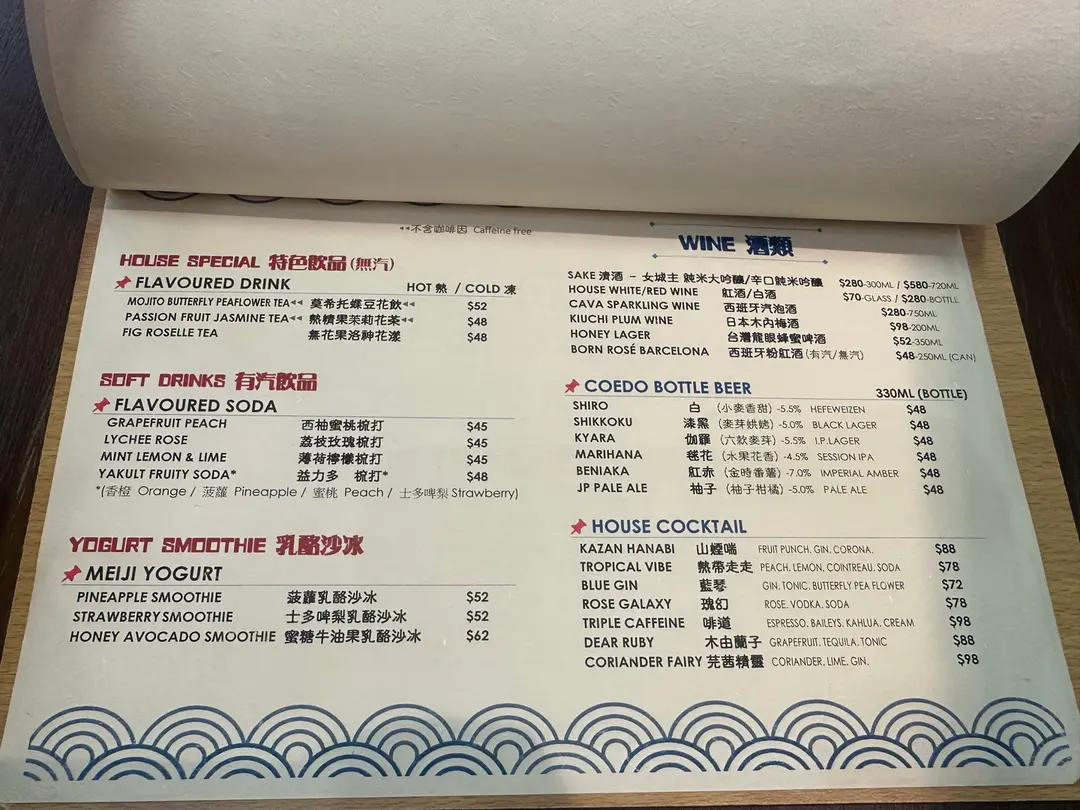 ◂◂不含咖啡因 Caffeine free
HOUSE SPECIAL 特色飲品 (無汽)
FLAVOURED DRINK HOT 熱 / COLD 凍
MOJITO BUTTERFLY PEAFLOWER TEA◂◂ 莫希托蝶豆花飲◂◂ $52
PASSION FRUIT JASMINE TEA◂◂ 熱情果茉莉花茶◂◂ $48
FIG ROSELLE TEA 無花果洛神花漾 $48
SOFT DRINKS 有汽飲品
FLAVOURED SODA
GRAPEFRUIT PEACH 西柚蜜桃梳打 $45
LYCHEE ROSE 荔枝玫瑰梳打 $45
MINT LEMON & LIME 薄荷檸檬梳打 $45
YAKULT FRUITY SODA* 益力多 梳打* $48
*(香橙 Orange / 菠蘿 Pineapple / 蜜桃 Peach / 士多啤梨 Strawberry)
YOGURT SMOOTHIE 乳酪沙冰
MEIJI YOGURT
PINEAPPLE SMOOTHIE 菠蘿乳酪沙冰 $52
STRAWBERRY SMOOTHIE 士多啤梨乳酪沙冰 $52
HONEY AVOCADO SMOOTHIE 蜜糖牛油果乳酪沙冰 $62
WINE 酒類
SAKE 清酒 - 女城主 純米大吟釀/辛口純米吟釀 $280-300ML / $580-720ML
HOUSE WHITE/RED WINE 紅酒/白酒 $70-GLASS / $280-BOTTLE
CAVA SPARKLING WINE 西班牙汽泡酒 $280-750ML
KIUCHI PLUM WINE 日本木內梅酒 $98-200ML
HONEY LAGER 台灣龍眼蜂蜜啤酒 $52-350ML
BORN ROSÉ BARCELONA 西班牙粉紅酒 (有汽/無汽) $48-250ML (CAN)
COEDO BOTTLE BEER 330ML (BOTTLE)
SHIRO 白 (小麥香甜) -5.5% HEFEWEIZEN $48
SHIKKOKU 漆黑 (麥芽烘焙) -5.0% BLACK LAGER $48
KYARA 伽羅 (六款麥芽) -5.5% I.P.LAGER $48
MARIHANA 毬花 (水果花香) -4.5% SESSION IPA $48
BENIAKA 紅赤 (金時番薯) -7.0% IMPERIAL AMBER $48
JP PALE ALE 柚子 (柚子柑橘) -5.0% PALE ALE $48
HOUSE COCKTAIL
KAZAN HANABI 山煙喘 FRUIT PUNCH. GIN. CORONA. $88
TROPICAL VIBE 熱帶走走 PEACH. LEMON. COINTREAU. SODA $78
BLUE GIN 藍琴 GIN. TONIC. BUTTERFLY PEA FLOWER $72
ROSE GALAXY 瑰幻 ROSE. VODKA. SODA $78
TRIPLE CAFFEINE 啡道 ESPRESSO. BAILEYS. KAHLUA. CREAM $98
DEAR RUBY 木由蘭子 GRAPEFRUIT. TEQUILA. TONIC $88
CORIANDER FAIRY 芫茜精靈 CORIANDER. LIME. GIN. $98